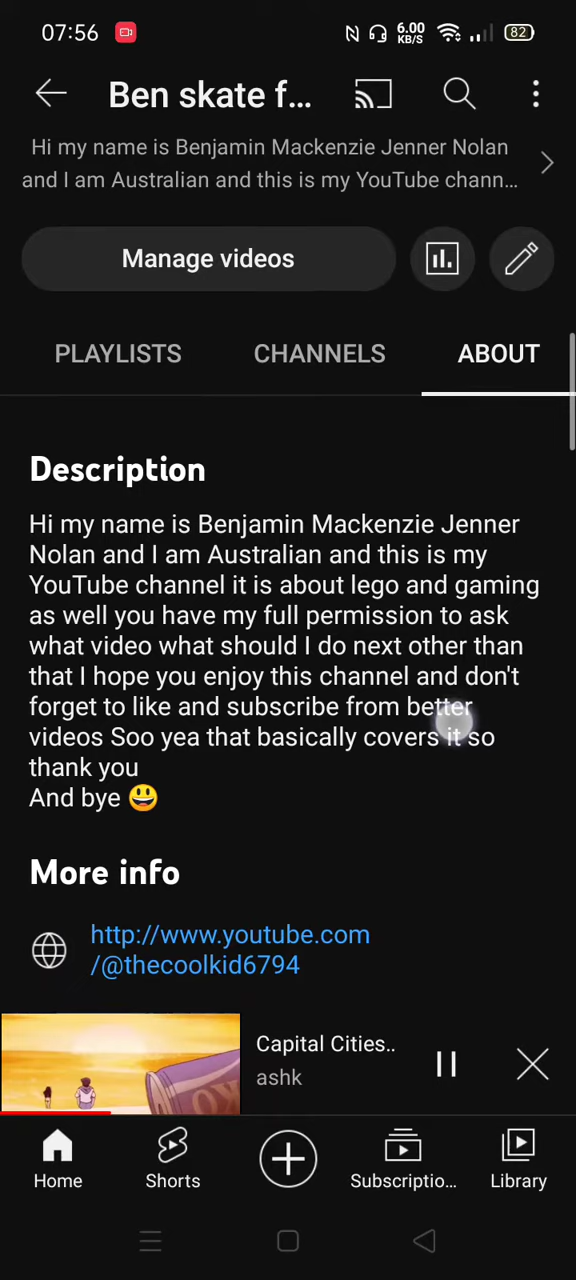 07:56
6.00
KB/S
82
Ben skate f...
Hi my name is Benjamin Mackenzie Jenner Nolan
and I am Australian and this is my YouTube chann...
Manage videos
PLAYLISTS
CHANNELS
ABOUT
Description
Hi my name is Benjamin Mackenzie Jenner
Nolan and I am Australian and this is my
YouTube channel it is about lego and gaming
as well you have my full permission to ask
what video what should I do next other than
that I hope you enjoy this channel and don't
forget to like and subscribe from better
videos Soo yea that basically covers it so
thank you
And bye 😃
More info
http://www.youtube.com
/@thecoolkid6794
Capital Cities..
ashk
Home
Shorts
Subscriptio...
Library